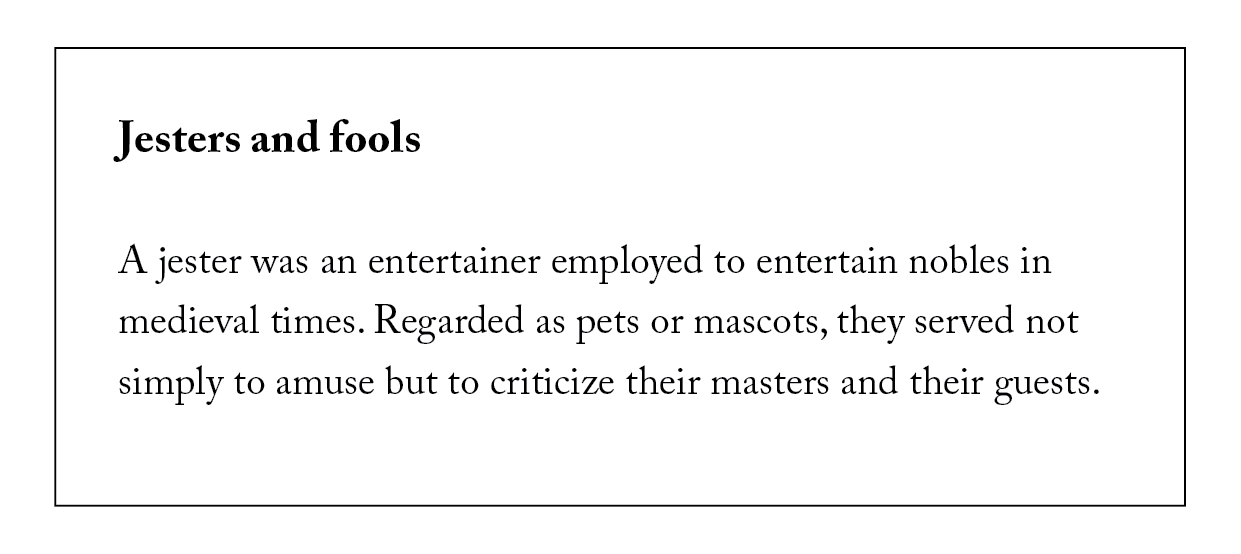 Jesters and fools
A jester was an entertainer employed to entertain nobles in
medieval times. Regarded as pets or mascots, they served not
simply to amuse but to criticize their masters and their guests.